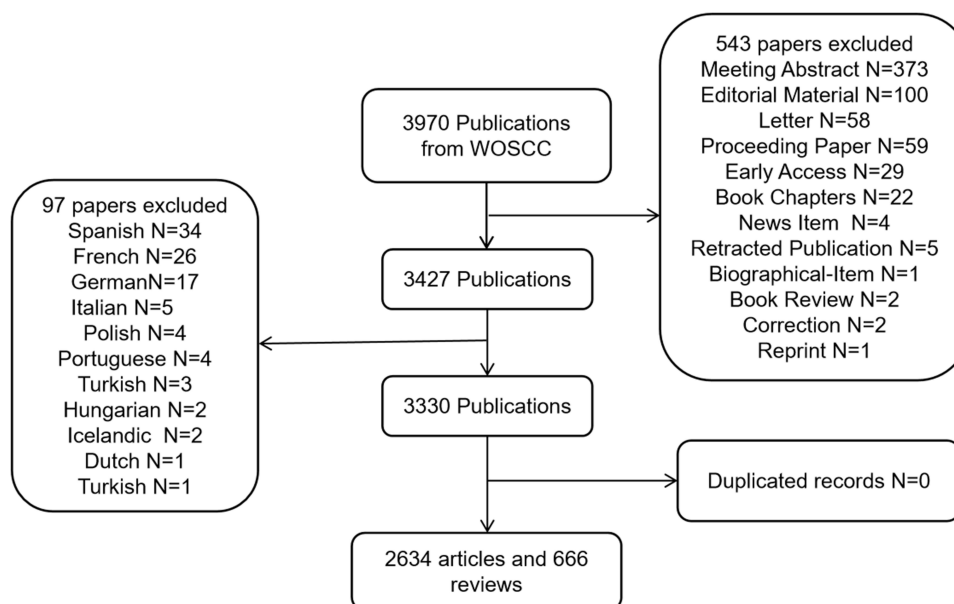 3970 Publications
from WOSCC
543 papers excluded
Meeting Abstract N=373
Editorial Material N=100
Letter N=58
Proceeding Paper N=59
Early Access N=29
Book Chapters N=22
News Item  N=4
Retracted Publication N=5
Biographical-Item N=1
Book Review N=2
Correction N=2
Reprint N=1
3427 Publications
97 papers excluded
Spanish N=34
French N=26
GermanN=17
Italian N=5
Polish N=4
Portuguese N=4
Turkish N=3
Hungarian N=2
Icelandic  N=2
Dutch N=1
Turkish N=1
3330 Publications
Duplicated records N=0
2634 articles and 666
reviews